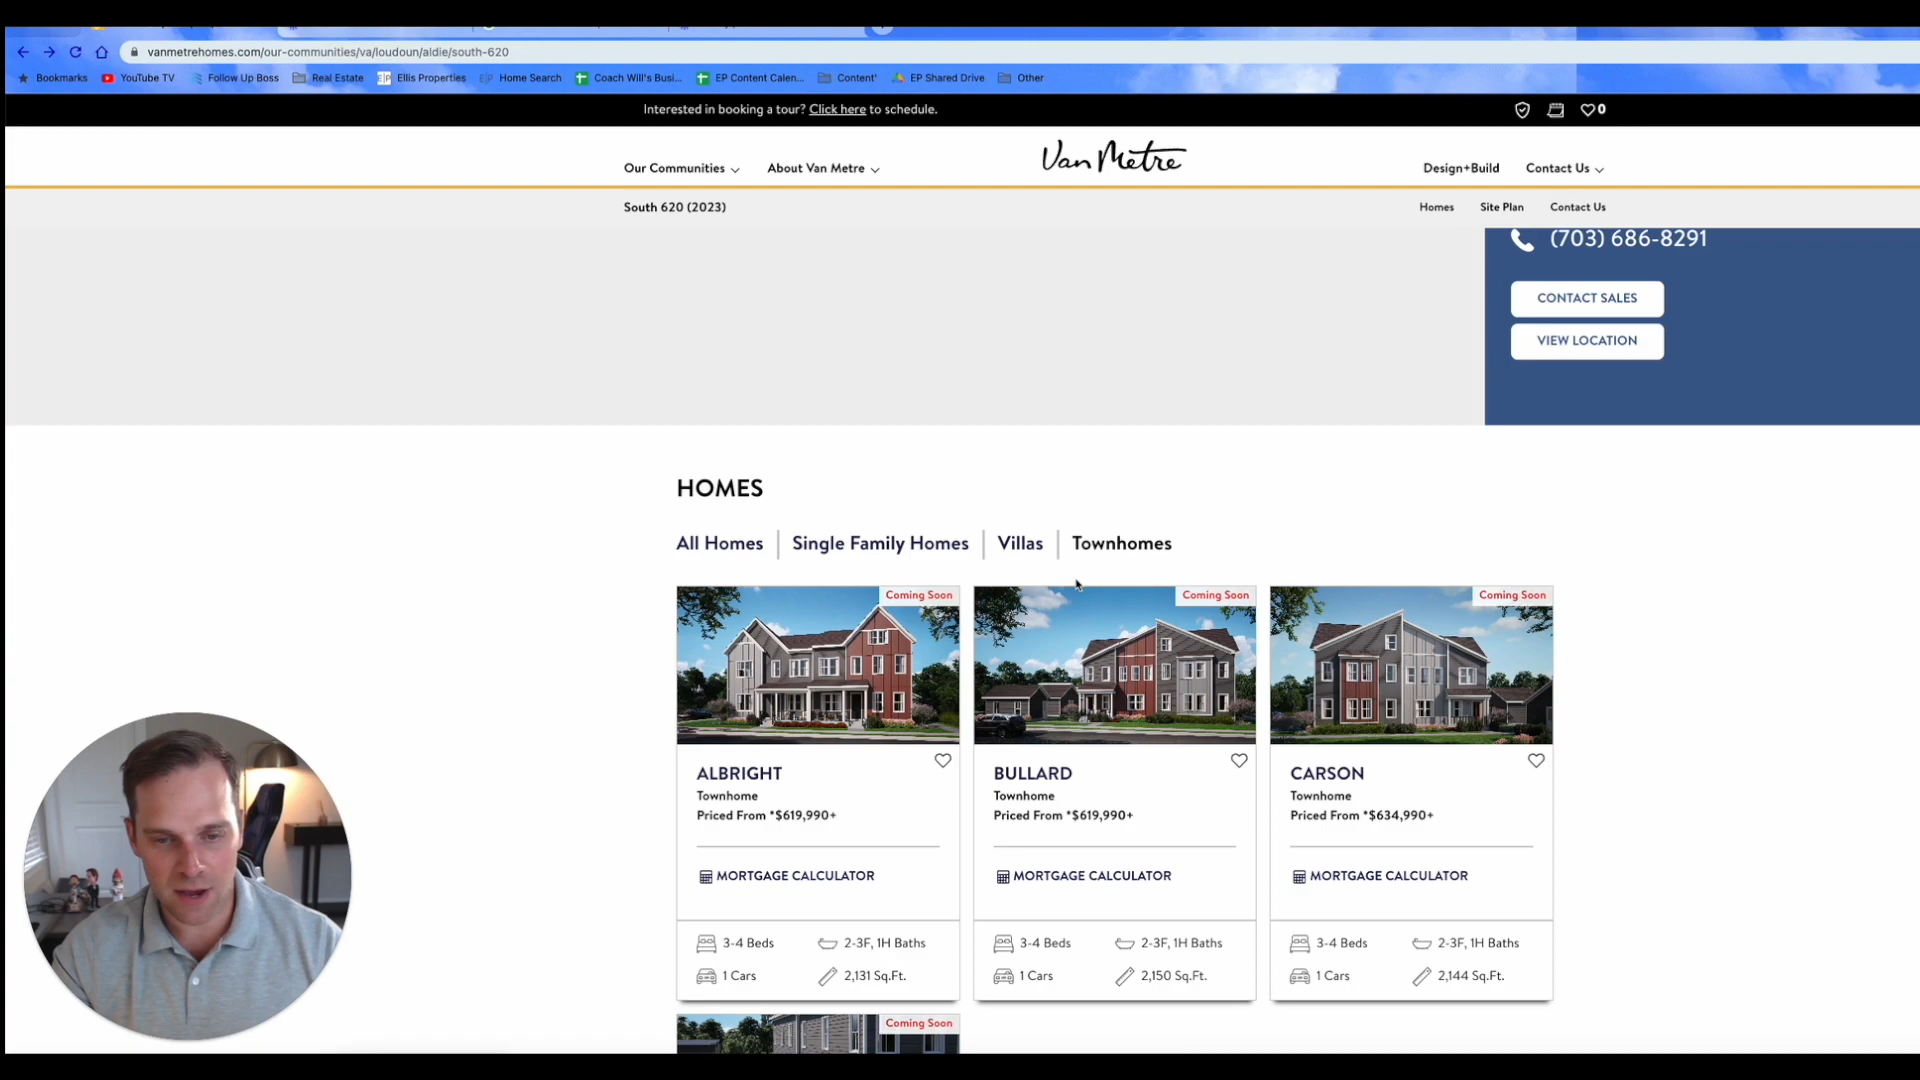 vanmetrehomes.com/our-communities/va/loudoun/aldie/south-620
Bookmarks YouTube TV Follow Up Boss Real Estate Ellis Properties Home Search Coach Will's Busi... EP Content Calen... Content' EP Shared Drive Other
Interested in booking a tour? Click here to schedule.
0
Our Communities About Van Metre Van Metre Design+Build Contact Us
South 620 (2023) Homes Site Plan Contact Us
(703) 686-8291
CONTACT SALES
VIEW LOCATION
HOMES
All Homes Single Family Homes Villas Townhomes
Coming Soon Coming Soon Coming Soon
ALBRIGHT
Townhome
Priced From *$619,990+
MORTGAGE CALCULATOR
3-4 Beds 2-3F, 1H Baths
1 Cars 2,131 Sq.Ft.
BULLARD
Townhome
Priced From *$619,990+
MORTGAGE CALCULATOR
3-4 Beds 2-3F, 1H Baths
1 Cars 2,150 Sq.Ft.
CARSON
Townhome
Priced From *$634,990+
MORTGAGE CALCULATOR
3-4 Beds 2-3F, 1H Baths
1 Cars 2,144 Sq.Ft.
Coming Soon